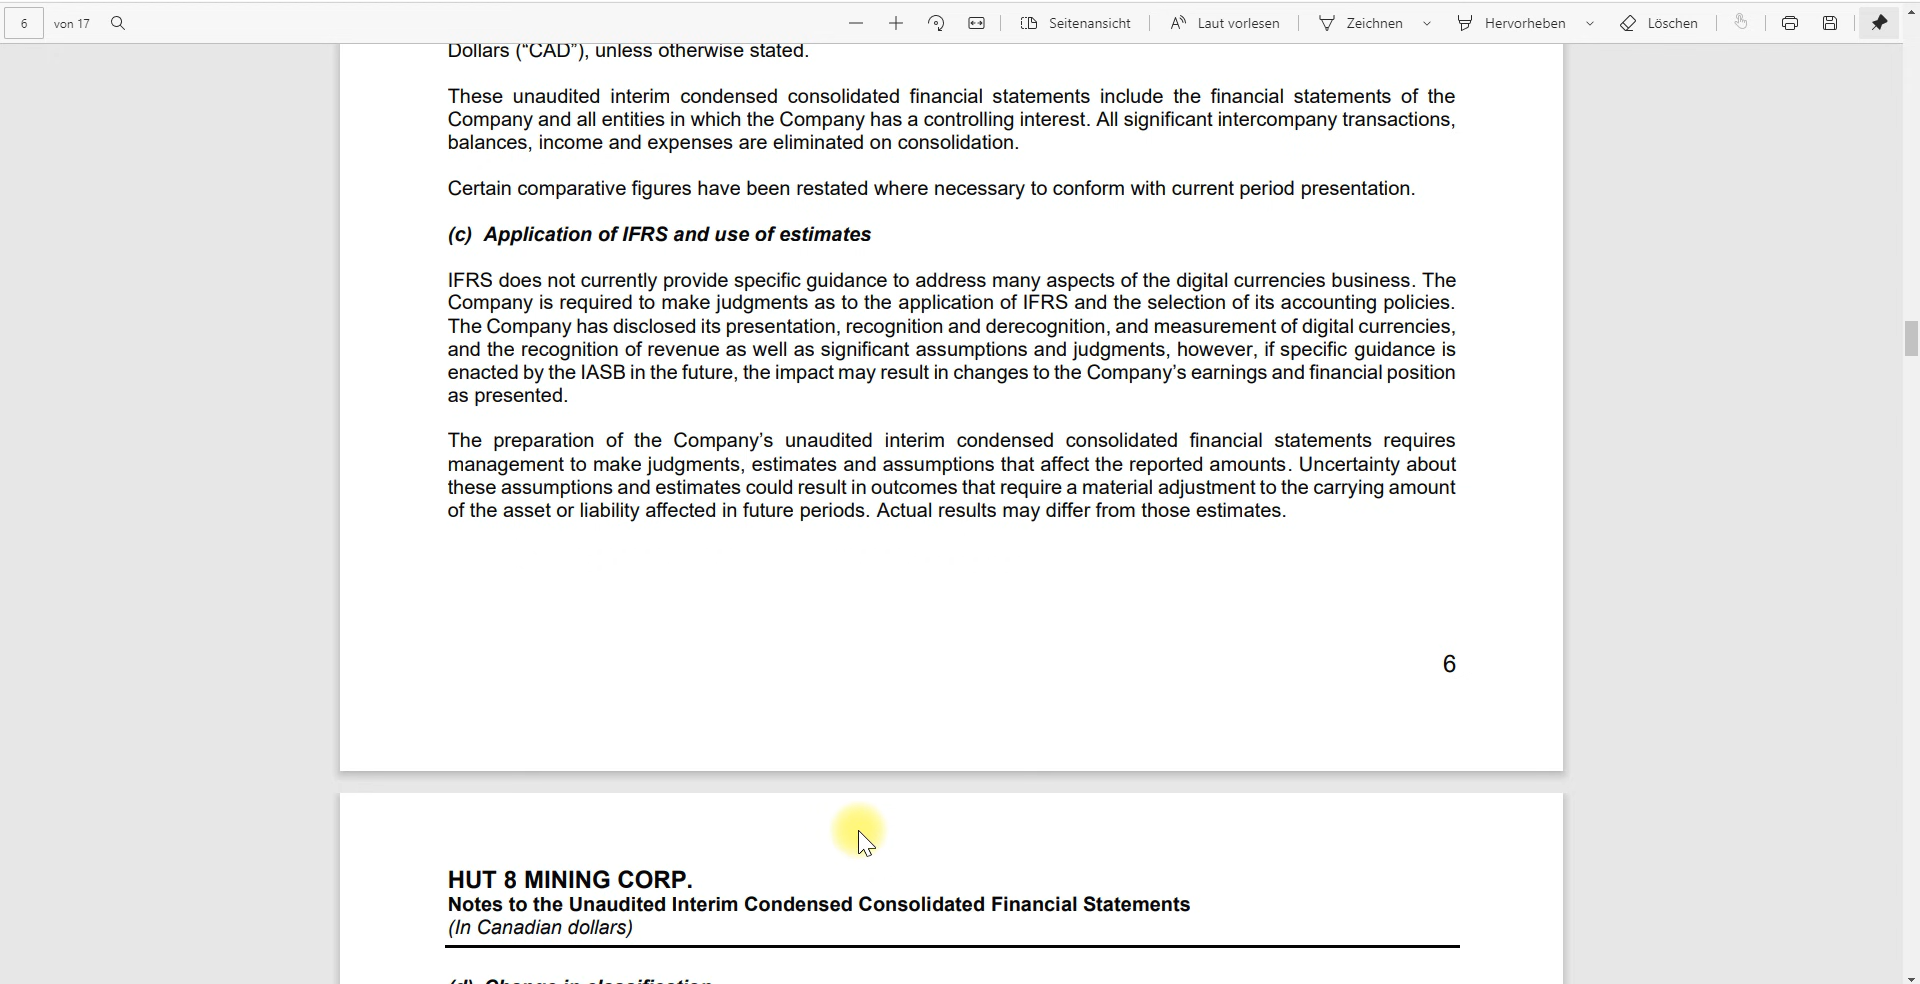 6 von 17 Seitenansicht Laut vorlesen Zeichnen Hervorheben Löschen
Dollars (“CAD”), unless otherwise stated.
These unaudited interim condensed consolidated financial statements include the financial statements of the
Company and all entities in which the Company has a controlling interest. All significant intercompany transactions,
balances, income and expenses are eliminated on consolidation.
Certain comparative figures have been restated where necessary to conform with current period presentation.
(c) Application of IFRS and use of estimates
IFRS does not currently provide specific guidance to address many aspects of the digital currencies business. The
Company is required to make judgments as to the application of IFRS and the selection of its accounting policies.
The Company has disclosed its presentation, recognition and derecognition, and measurement of digital currencies,
and the recognition of revenue as well as significant assumptions and judgments, however, if specific guidance is
enacted by the IASB in the future, the impact may result in changes to the Company’s earnings and financial position
as presented.
The preparation of the Company’s unaudited interim condensed consolidated financial statements requires
management to make judgments, estimates and assumptions that affect the reported amounts. Uncertainty about
these assumptions and estimates could result in outcomes that require a material adjustment to the carrying amount
of the asset or liability affected in future periods. Actual results may differ from those estimates.
6
HUT 8 MINING CORP.
Notes to the Unaudited Interim Condensed Consolidated Financial Statements
(In Canadian dollars)
(d) Change in classification